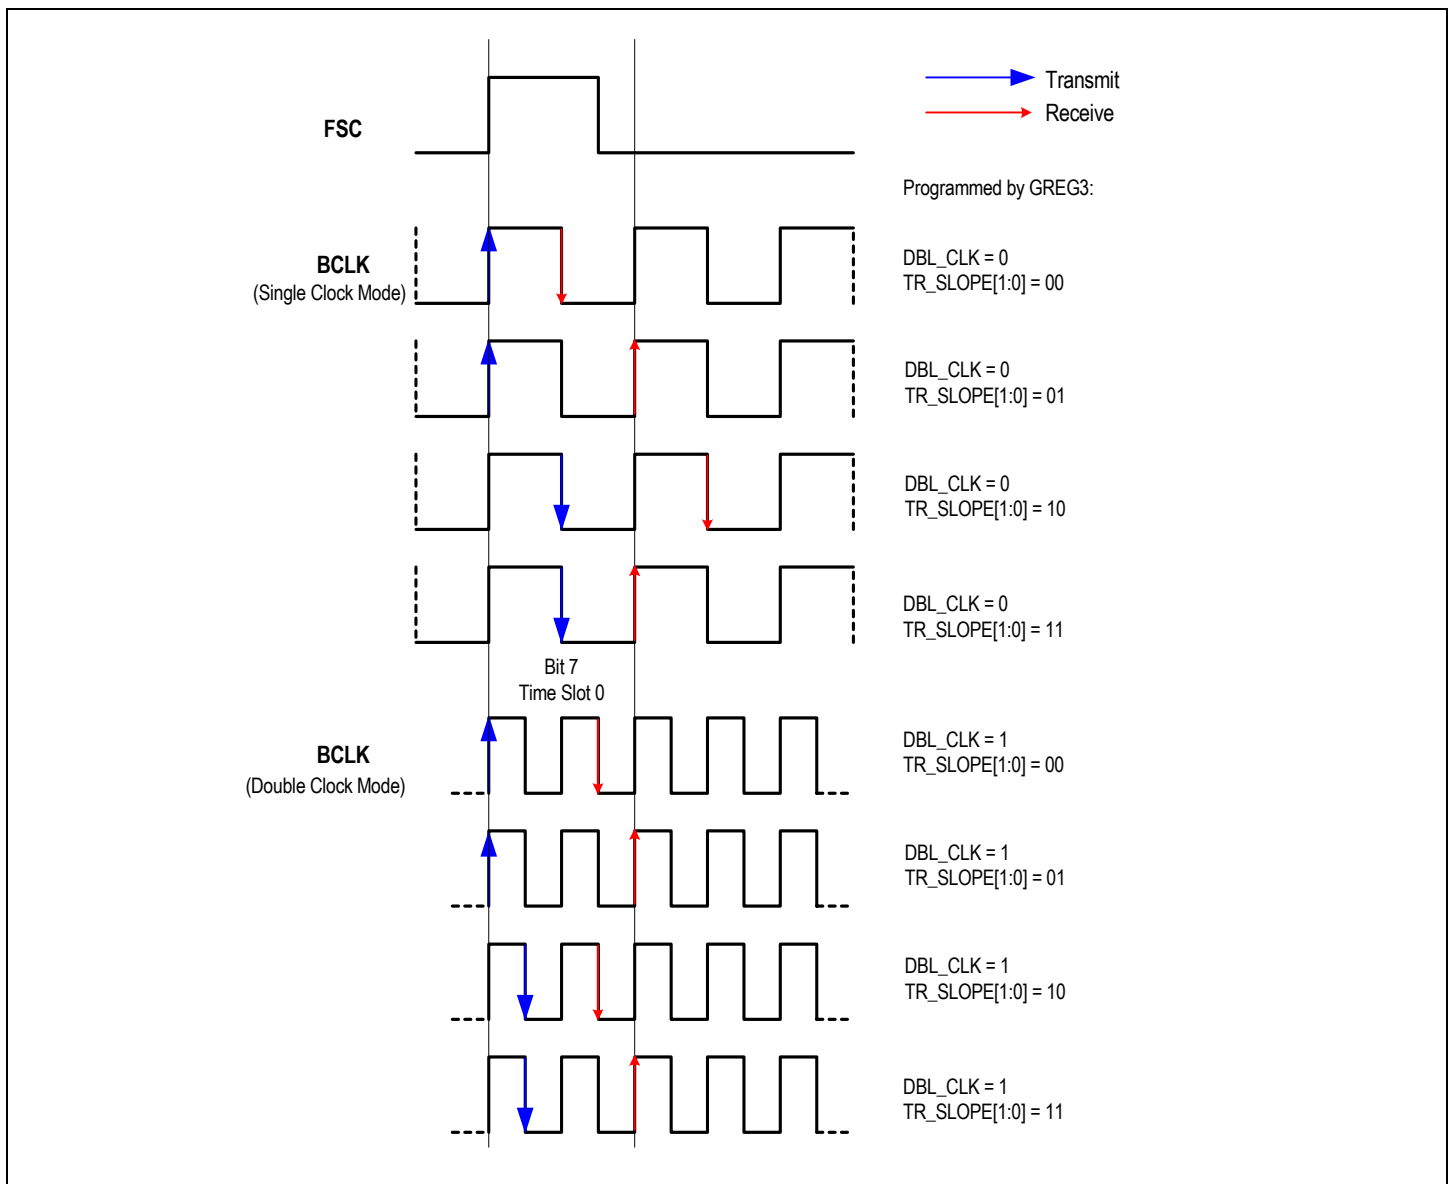 Transmit
Receive
FSC
Programmed by GREG3:
BCLK
(Single Clock Mode)
DBL_CLK = 0
TR_SLOPE[1:0] = 00
DBL_CLK = 0
TR_SLOPE[1:0] = 01
DBL_CLK = 0
TR_SLOPE[1:0] = 10
DBL_CLK = 0
TR_SLOPE[1:0] = 11
Bit 7
Time Slot 0
BCLK
(Double Clock Mode)
DBL_CLK = 1
TR_SLOPE[1:0] = 00
DBL_CLK = 1
TR_SLOPE[1:0] = 01
DBL_CLK = 1
TR_SLOPE[1:0] = 10
DBL_CLK = 1
TR_SLOPE[1:0] = 11